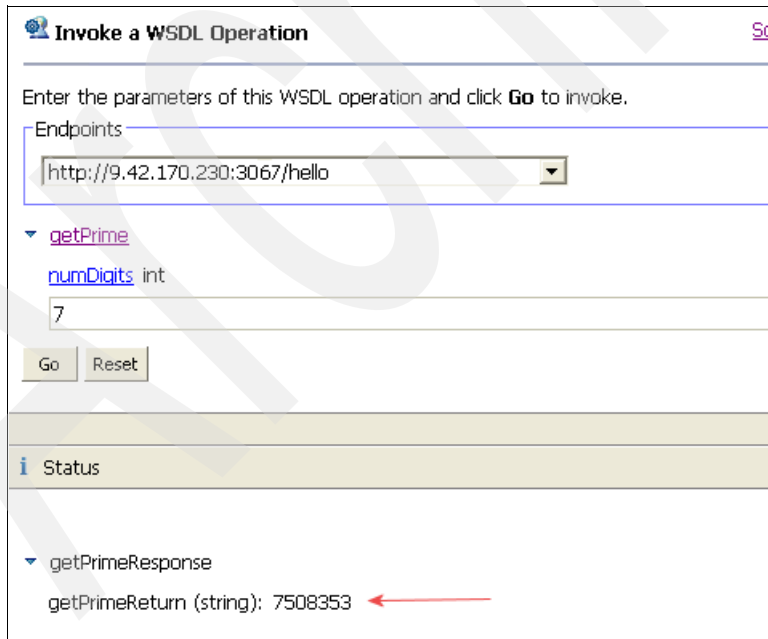 Invoke a WSDL Operation
Enter the parameters of this WSDL operation and click Go to invoke.
Endpoints
http://9.42.170.230:3067/hello
getPrime
numDigits int
7
Go Reset
i Status
getPrimeResponse
getPrimeReturn (string): 7508353